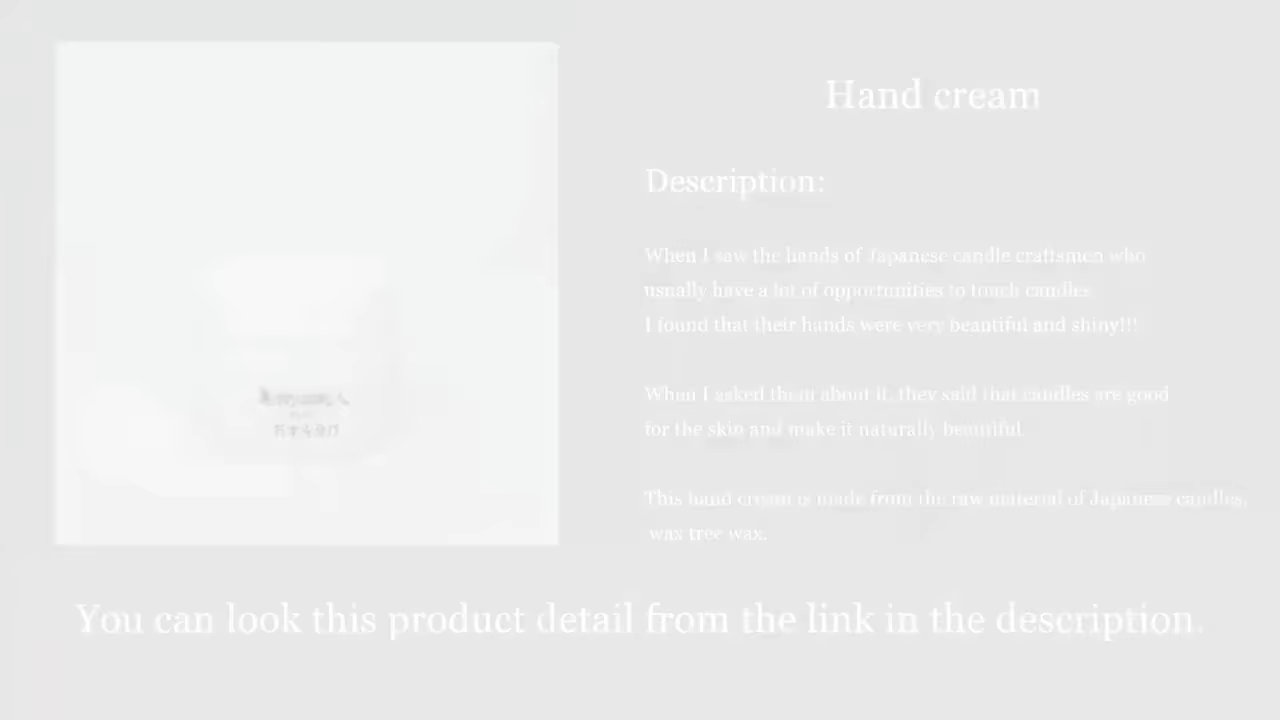 Hand cream
Description:
When I saw the hands of Japanese candle craftsmen who
usually have a lot of opportunities to touch candles
I found that their hands were very beautiful and shiny!!!
When I asked them about it, they said that candles are good
for the skin and make it naturally beautiful.
This hand cream is made from the raw material of Japanese candles,
wax tree wax.
You can look this product detail from the link in the description.